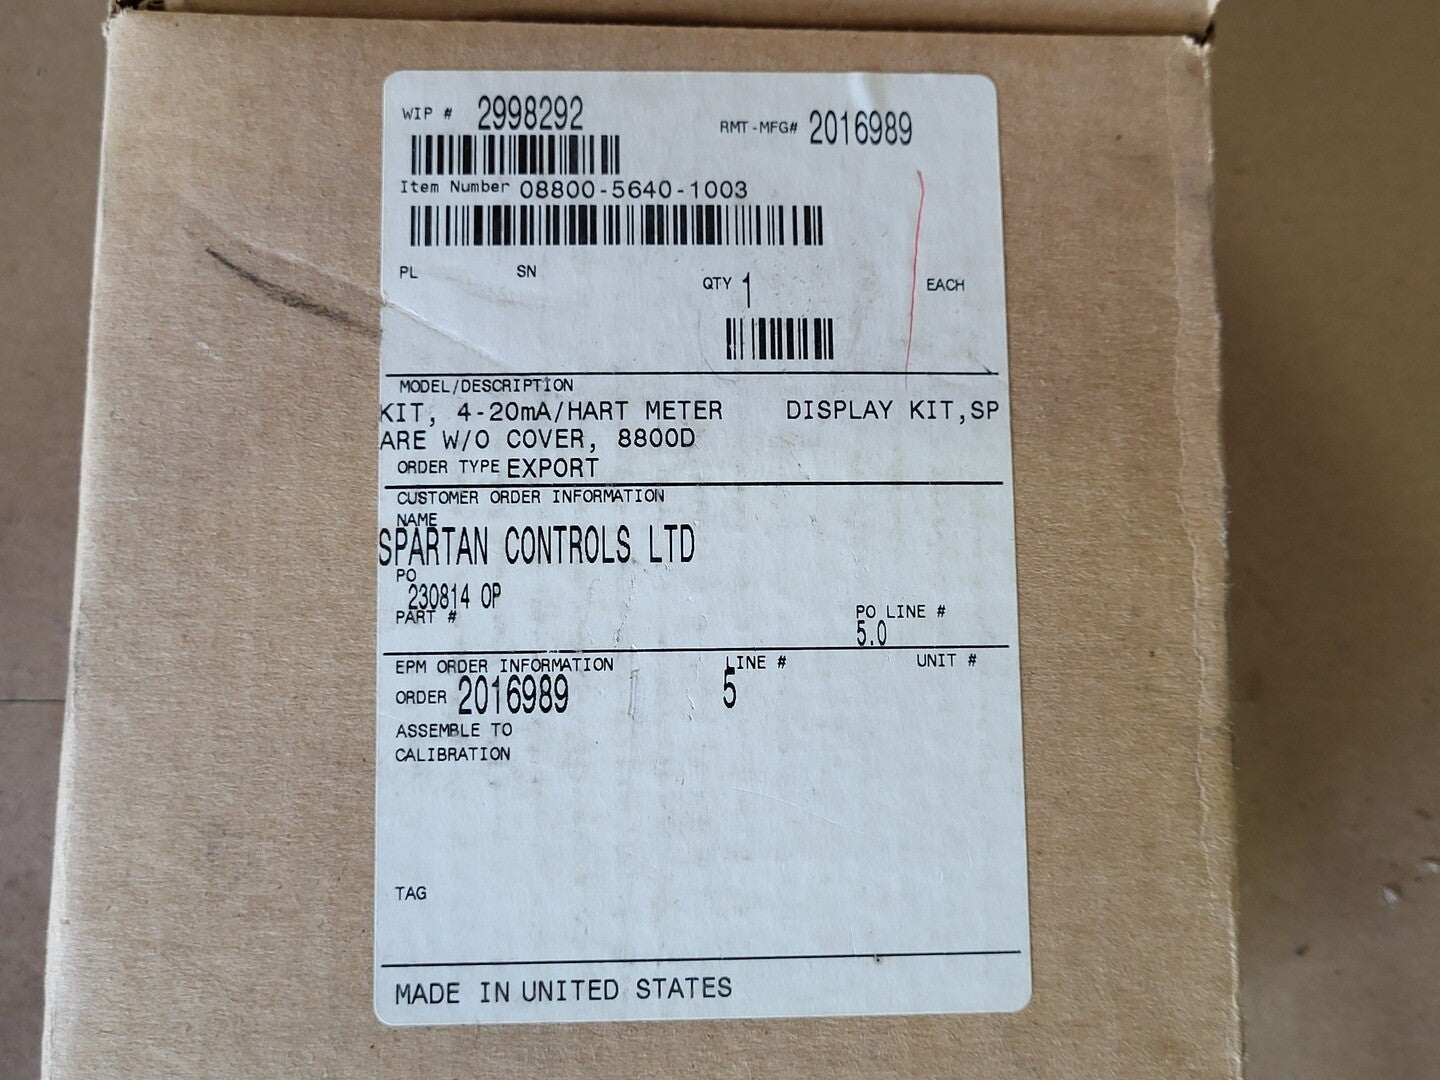 WIP # 2998292
RMT-MFG# 2016989
Item Number 08800-5640-1003
PL SN QTY 1 EACH
MODEL/DESCRIPTION
KIT, 4-20mA/HART METER DISPLAY KIT,SP
ARE W/O COVER, 8800D
ORDER TYPE EXPORT
CUSTOMER ORDER INFORMATION
NAME
SPARTAN CONTROLS LTD
PO
230814 OP
PART # PO LINE #
5.0
EPM ORDER INFORMATION LINE # UNIT #
ORDER 2016989 5
ASSEMBLE TO
CALIBRATION
TAG
MADE IN UNITED STATES